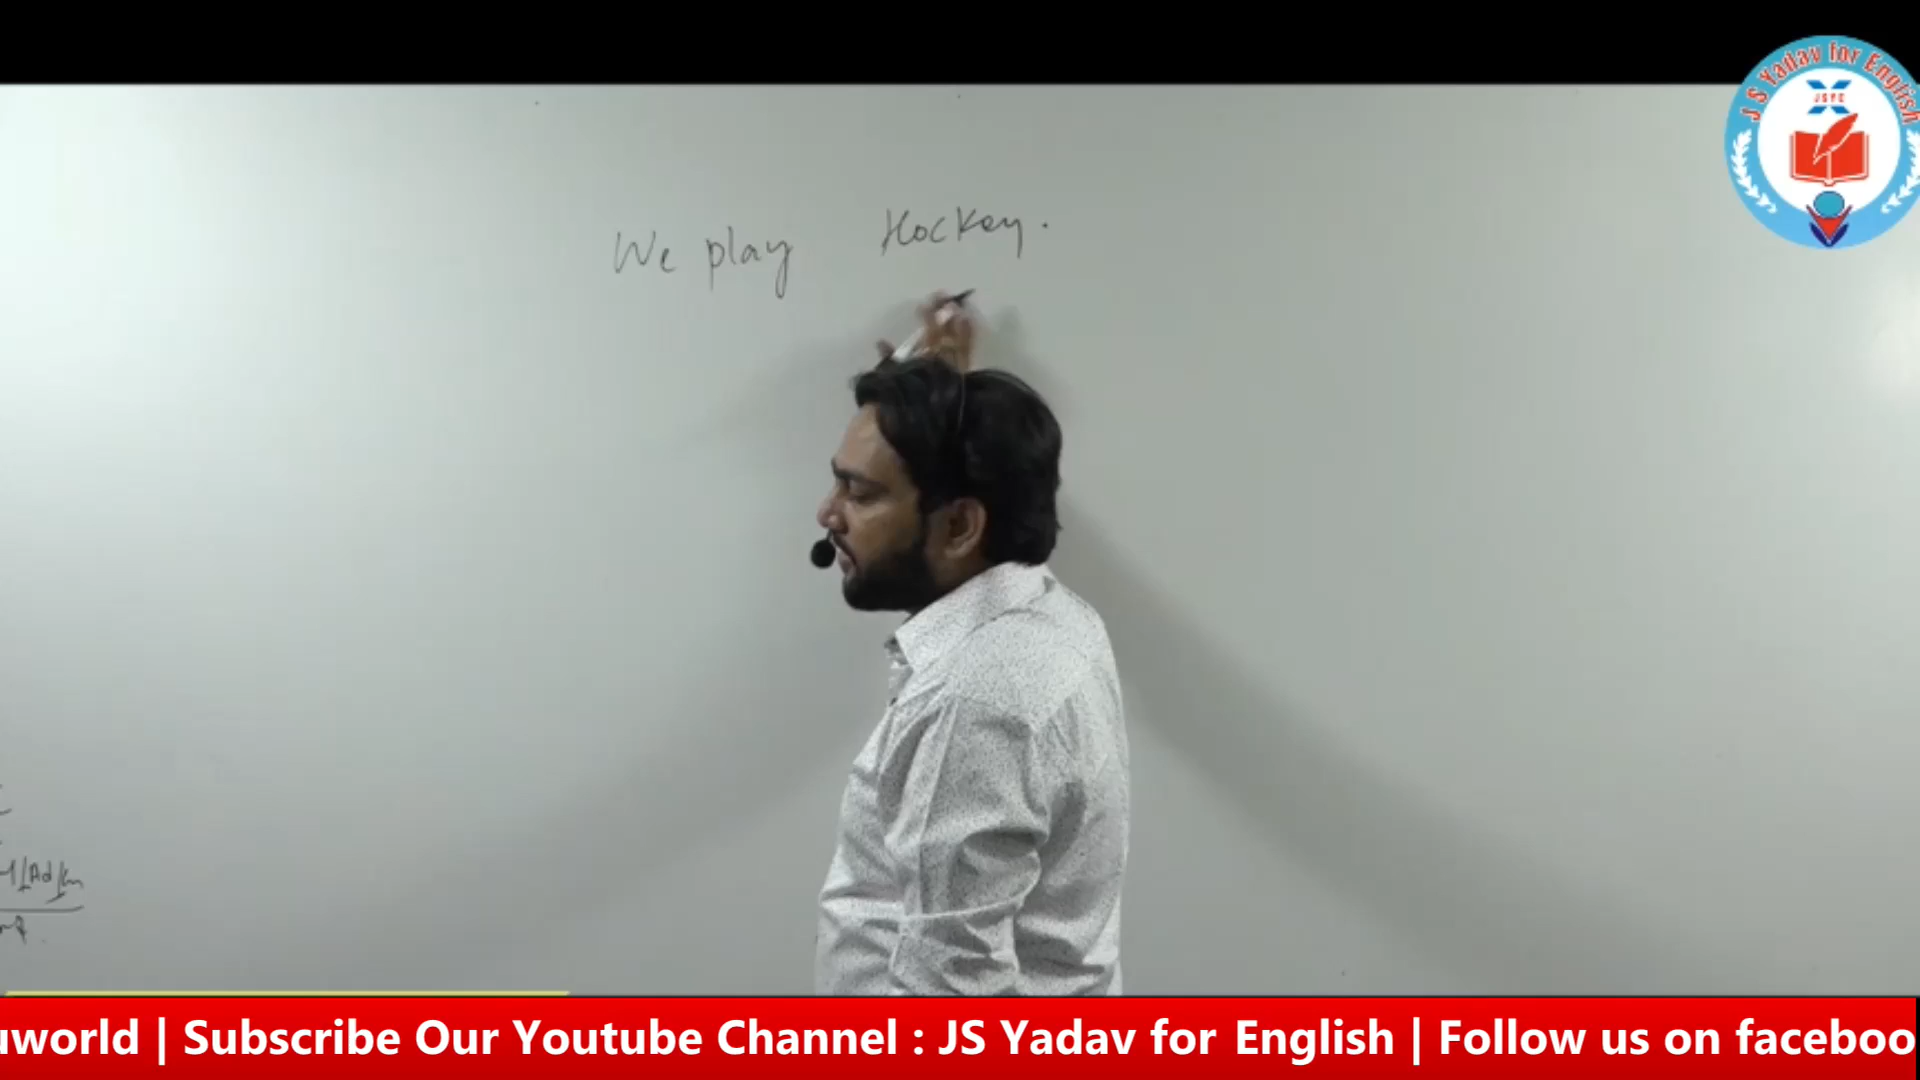 J S Yadav for English
JSYC
We play Hockey.
uworld | Subscribe Our Youtube Channel : JS Yadav for English | Follow us on faceboo